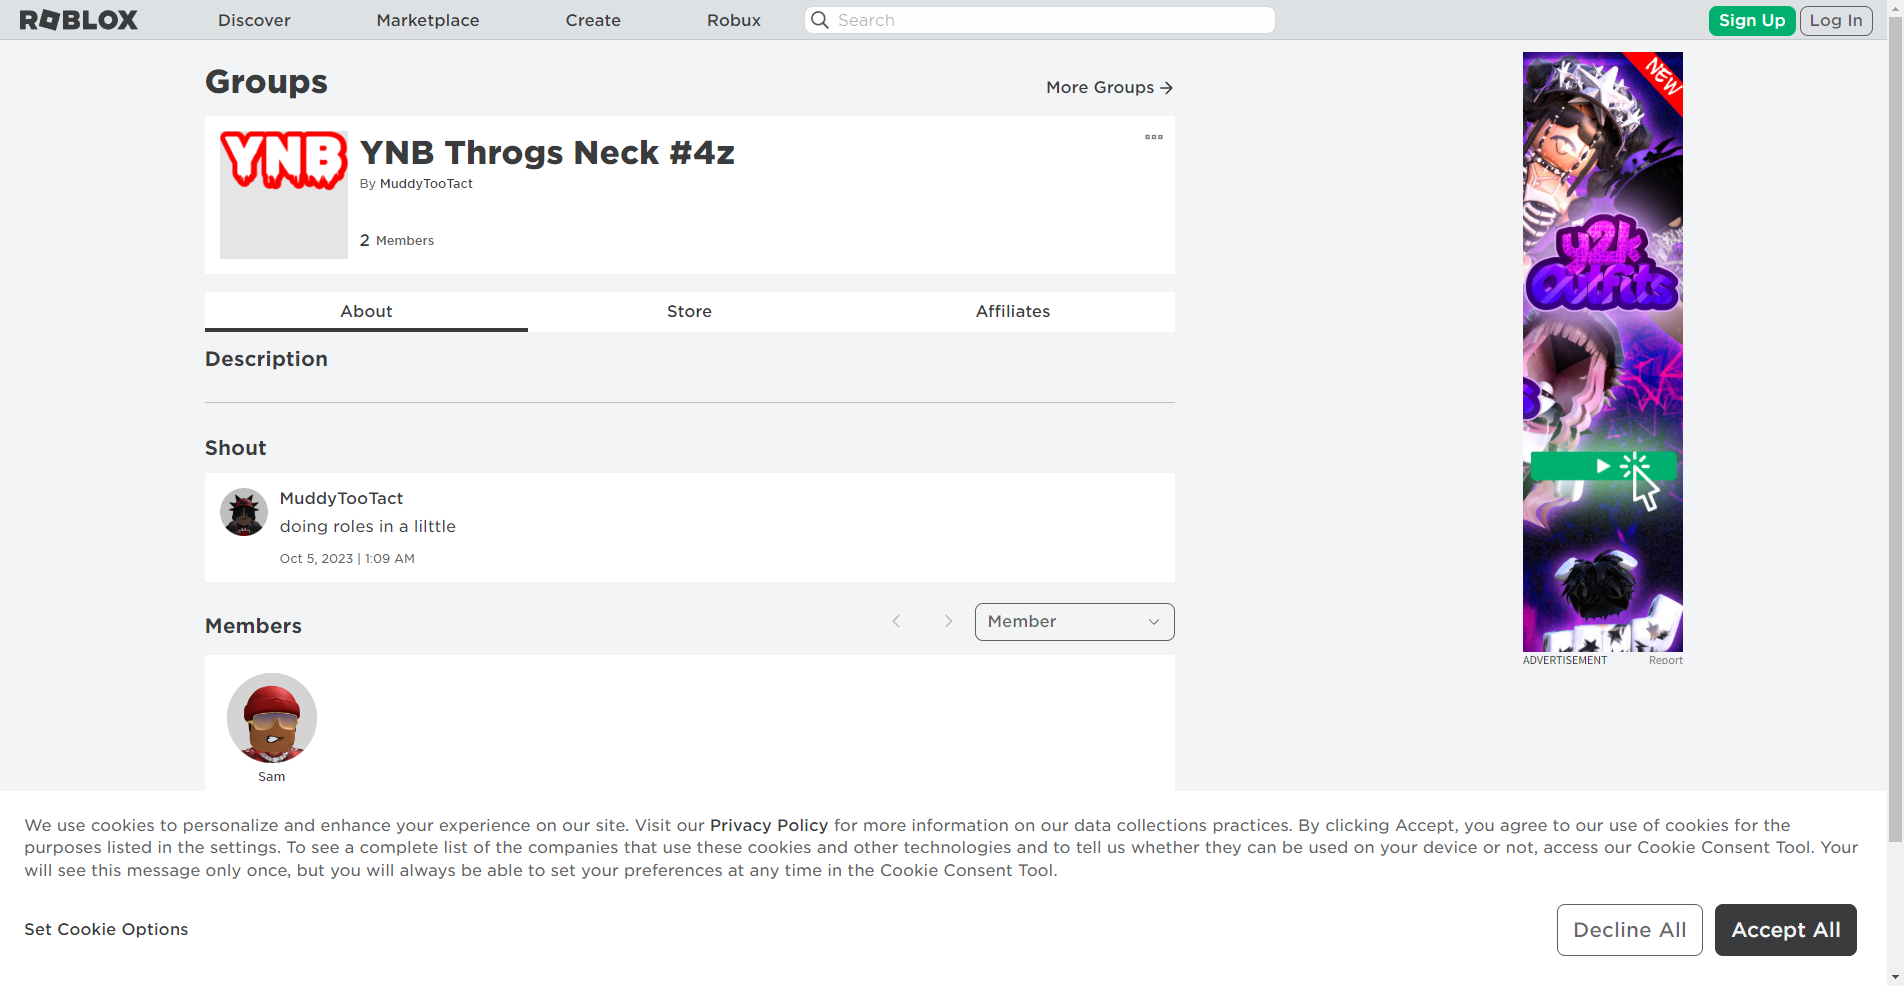 ROBLOX
Discover
Marketplace
Create
Robux
Search
Sign Up
Log In
Groups
More Groups
YNB
YNB Throgs Neck #4z
By MuddyTooTact
2 Members
About
Store
Affiliates
Description
Shout
MuddyTooTact
doing roles in a lilttle
Oct 5, 2023 | 1:09 AM
Members
Member
Sam
NEW
y2k
Outfits
ADVERTISEMENT
Report
We use cookies to personalize and enhance your experience on our site. Visit our Privacy Policy for more information on our data collections practices. By clicking Accept, you agree to our use of cookies for the
purposes listed in the settings. To see a complete list of the companies that use these cookies and other technologies and to tell us whether they can be used on your device or not, access our Cookie Consent Tool. Your
will see this message only once, but you will always be able to set your preferences at any time in the Cookie Consent Tool.
Set Cookie Options
Decline All
Accept All